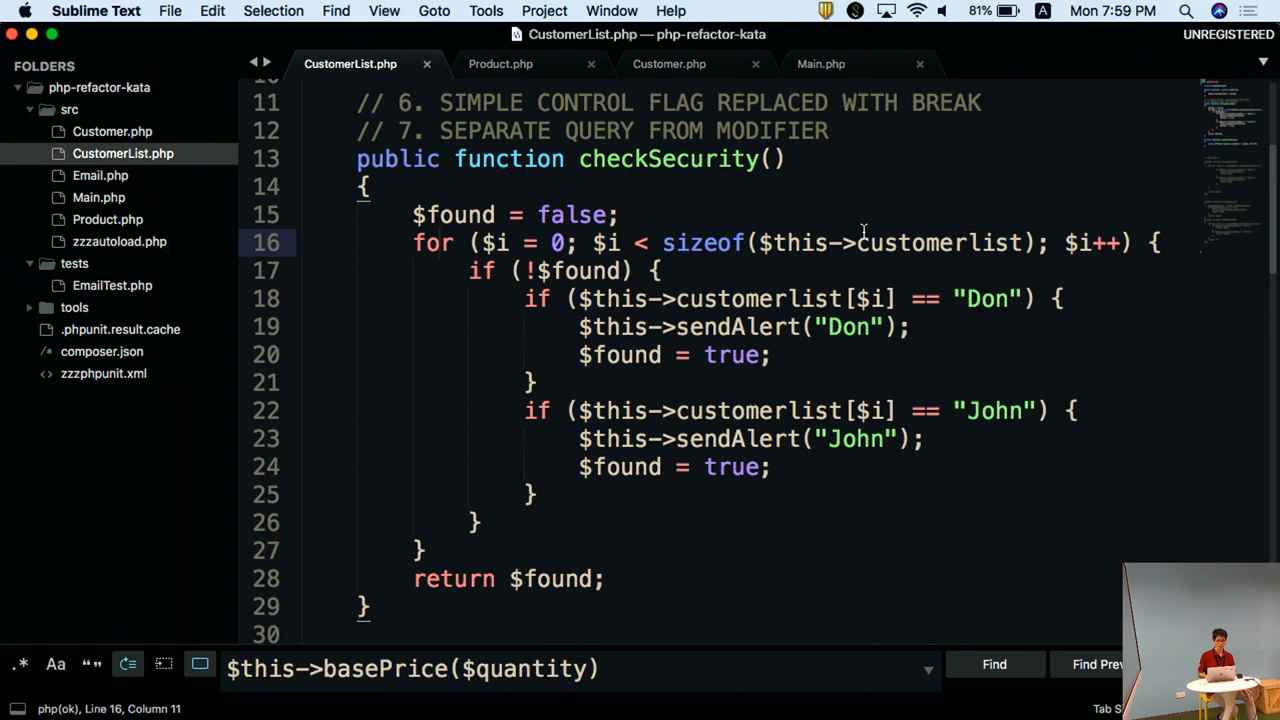 Sublime Text File Edit Selection Find View Goto Tools Project Window Help 81% A Mon 7:59 PM
CustomerList.php — php-refactor-kata UNREGISTERED
FOLDERS
php-refactor-kata
src
Customer.php
CustomerList.php
Email.php
Main.php
Product.php
zzzautoload.php
tests
EmailTest.php
tools
.phpunit.result.cache
composer.json
zzzphpunit.xml
CustomerList.php × Product.php × Customer.php × Main.php ×
11 // 6. SIMPLE CONTROL FLAG REPLACED WITH BREAK
12 // 7. SEPARATE QUERY FROM MODIFIER
13 public function checkSecurity()
14 {
15 $found = false;
16 for ($i = 0; $i < sizeof($this->customerlist); $i++) {
17 if (!$found) {
18 if ($this->customerlist[$i] == "Don") {
19 $this->sendAlert("Don");
20 $found = true;
21 }
22 if ($this->customerlist[$i] == "John") {
23 $this->sendAlert("John");
24 $found = true;
25 }
26 }
27 }
28 return $found;
29 }
30
.* Aa “” $this->basePrice($quantity) Find Find Prev
php(ok), Line 16, Column 11 Tab S